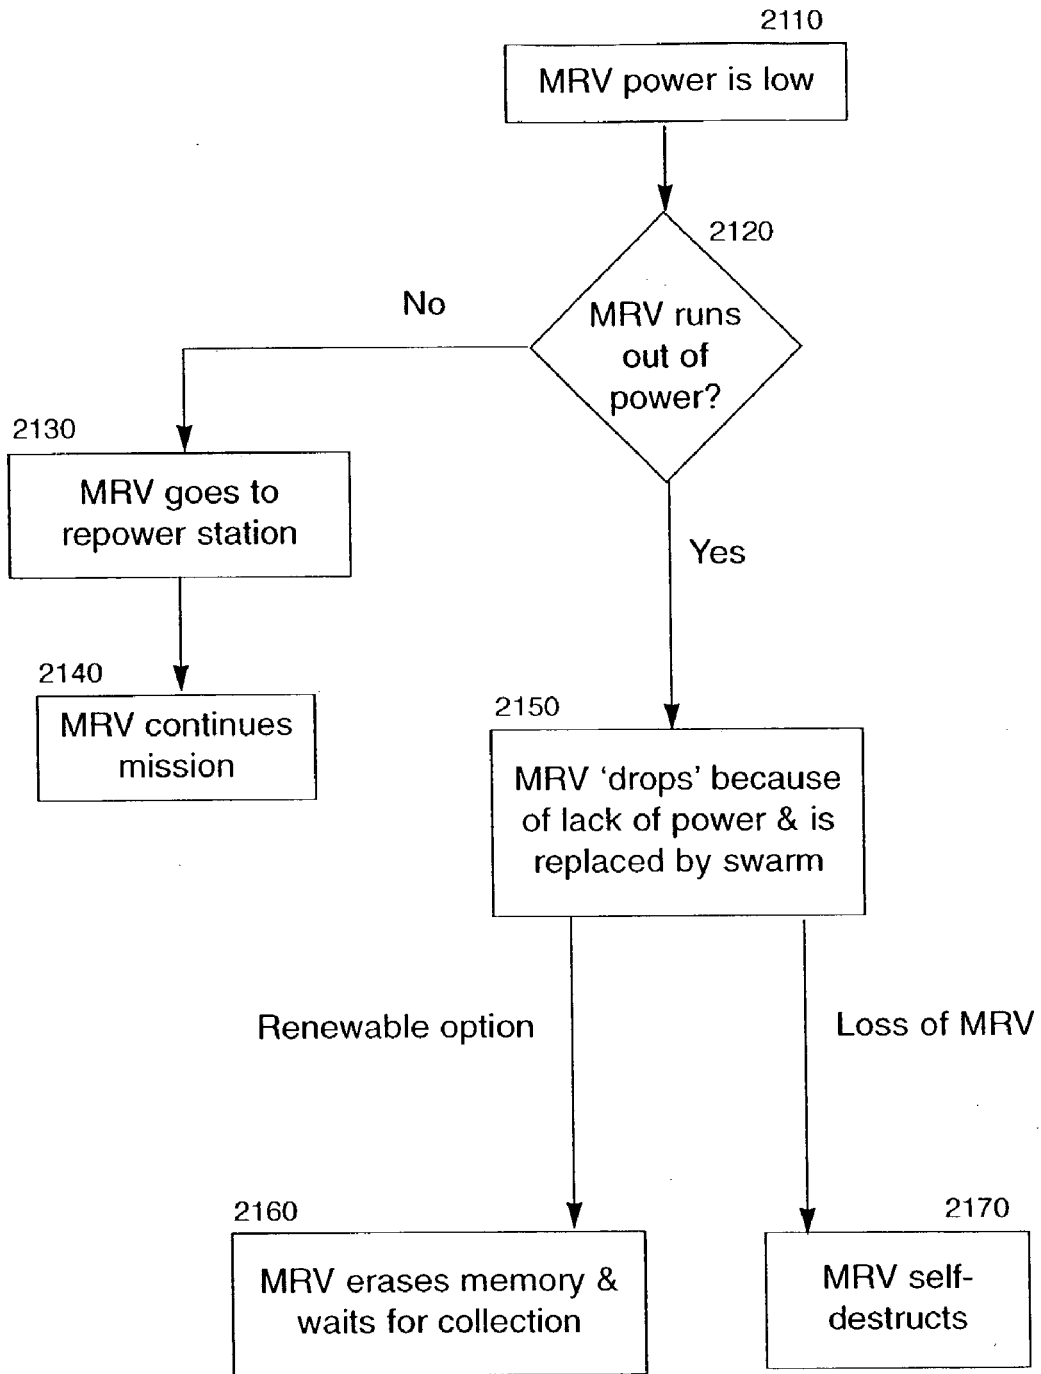 2110
MRV power is low
2120
MRV runs
out of
power?
No
2130
MRV goes to
repower station
Yes
2140
MRV continues
mission
2150
MRV ‘drops’ because
of lack of power & is
replaced by swarm
Renewable option
Loss of MRV
2160
MRV erases memory &
waits for collection
2170
MRV self-
destructs